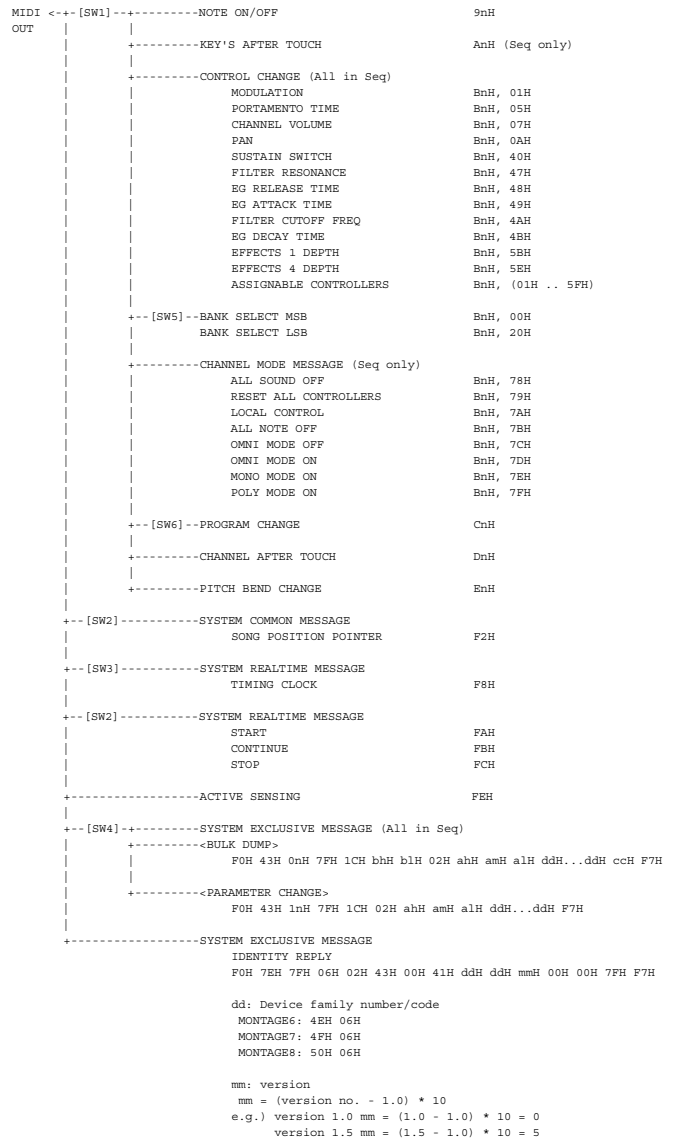 MIDI <-+-[SW1]--+---------NOTE ON/OFF 9nH
OUT | |
| +---------KEY'S AFTER TOUCH AnH (Seq only)
| |
| +---------CONTROL CHANGE (All in Seq)
| | MODULATION BnH, 01H
| | PORTAMENTO TIME BnH, 05H
| | CHANNEL VOLUME BnH, 07H
| | PAN BnH, 0AH
| | SUSTAIN SWITCH BnH, 40H
| | FILTER RESONANCE BnH, 47H
| | EG RELEASE TIME BnH, 48H
| | EG ATTACK TIME BnH, 49H
| | FILTER CUTOFF FREQ BnH, 4AH
| | EG DECAY TIME BnH, 4BH
| | EFFECTS 1 DEPTH BnH, 5BH
| | EFFECTS 4 DEPTH BnH, 5EH
| | ASSIGNABLE CONTROLLERS BnH, (01H .. 5FH)
| |
| +--[SW5]--BANK SELECT MSB BnH, 00H
| | BANK SELECT LSB BnH, 20H
| |
| +---------CHANNEL MODE MESSAGE (Seq only)
| | ALL SOUND OFF BnH, 78H
| | RESET ALL CONTROLLERS BnH, 79H
| | LOCAL CONTROL BnH, 7AH
| | ALL NOTE OFF BnH, 7BH
| | OMNI MODE OFF BnH, 7CH
| | OMNI MODE ON BnH, 7DH
| | MONO MODE ON BnH, 7EH
| | POLY MODE ON BnH, 7FH
| |
| +--[SW6]--PROGRAM CHANGE CnH
| |
| +---------CHANNEL AFTER TOUCH DnH
| |
| +---------PITCH BEND CHANGE EnH
|
+--[SW2]-----------SYSTEM COMMON MESSAGE
| SONG POSITION POINTER F2H
|
+--[SW3]-----------SYSTEM REALTIME MESSAGE
| TIMING CLOCK F8H
|
+--[SW2]-----------SYSTEM REALTIME MESSAGE
| START FAH
| CONTINUE FBH
| STOP FCH
|
+------------------ACTIVE SENSING FEH
|
+--[SW4]-+---------SYSTEM EXCLUSIVE MESSAGE (All in Seq)
| +---------<BULK DUMP>
| | F0H 43H 0nH 7FH 1CH bhH blH 02H ahH amH alH ddH...ddH ccH F7H
| |
| +---------<PARAMETER CHANGE>
| F0H 43H 1nH 7FH 1CH 02H ahH amH alH ddH...ddH F7H
|
+------------------SYSTEM EXCLUSIVE MESSAGE
IDENTITY REPLY
F0H 7EH 7FH 06H 02H 43H 00H 41H ddH ddH mmH 00H 00H 7FH F7H
dd: Device family number/code
MONTAGE6: 4EH 06H
MONTAGE7: 4FH 06H
MONTAGE8: 50H 06H
mm: version
mm = (version no. - 1.0) * 10
e.g.) version 1.0 mm = (1.0 - 1.0) * 10 = 0
version 1.5 mm = (1.5 - 1.0) * 10 = 5